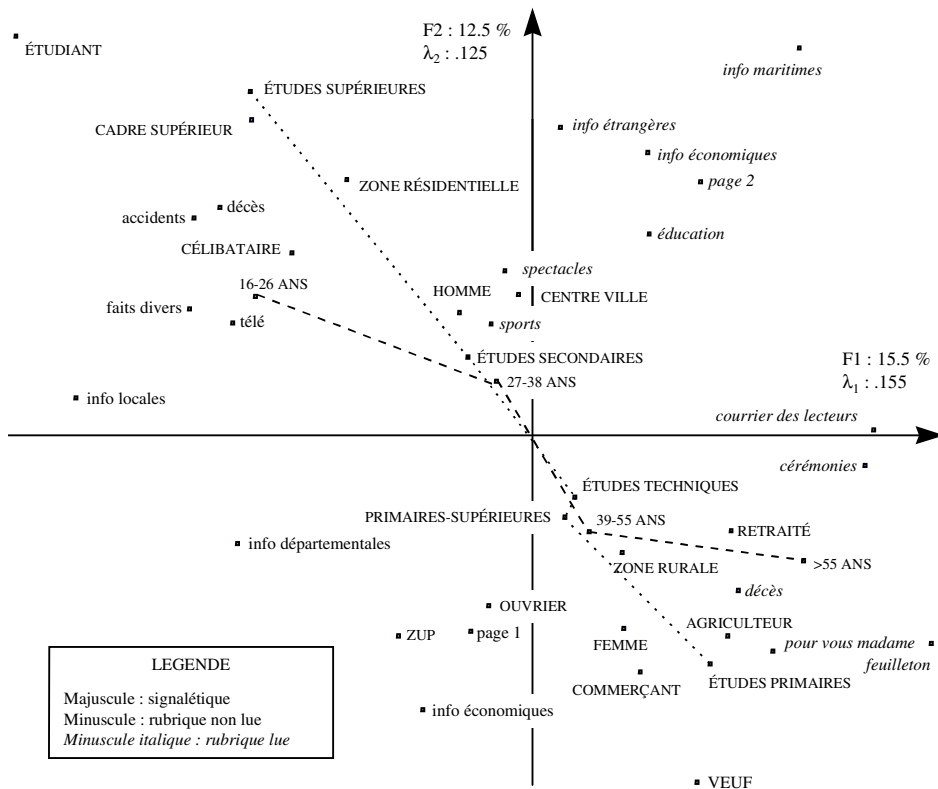 F2 : 12.5 %
λ2 : .125
ÉTUDIANT
info maritimes
ÉTUDES SUPÉRIEURES
CADRE SUPÉRIEUR
info étrangères
info économiques
page 2
ZONE RÉSIDENTIELLE
décès
accidents
éducation
CÉLIBATAIRE
spectacles
16-26 ANS
HOMME
CENTRE VILLE
faits divers
télé
sports
ÉTUDES SECONDAIRES
F1 : 15.5 %
λ1 : .155
27-38 ANS
info locales
courrier des lecteurs
cérémonies
ÉTUDES TECHNIQUES
PRIMAIRES-SUPÉRIEURES
39-55 ANS
RETRAITÉ
info départementales
>55 ANS
ZONE RURALE
décès
OUVRIER
AGRICULTEUR
ZUP
page 1
FEMME
pour vous madame
feuilleton
COMMERÇANT
ÉTUDES PRIMAIRES
info économiques
VEUF
LEGENDE
Majuscule : signalétique
Minuscule : rubrique non lue
Minuscule italique : rubrique lue